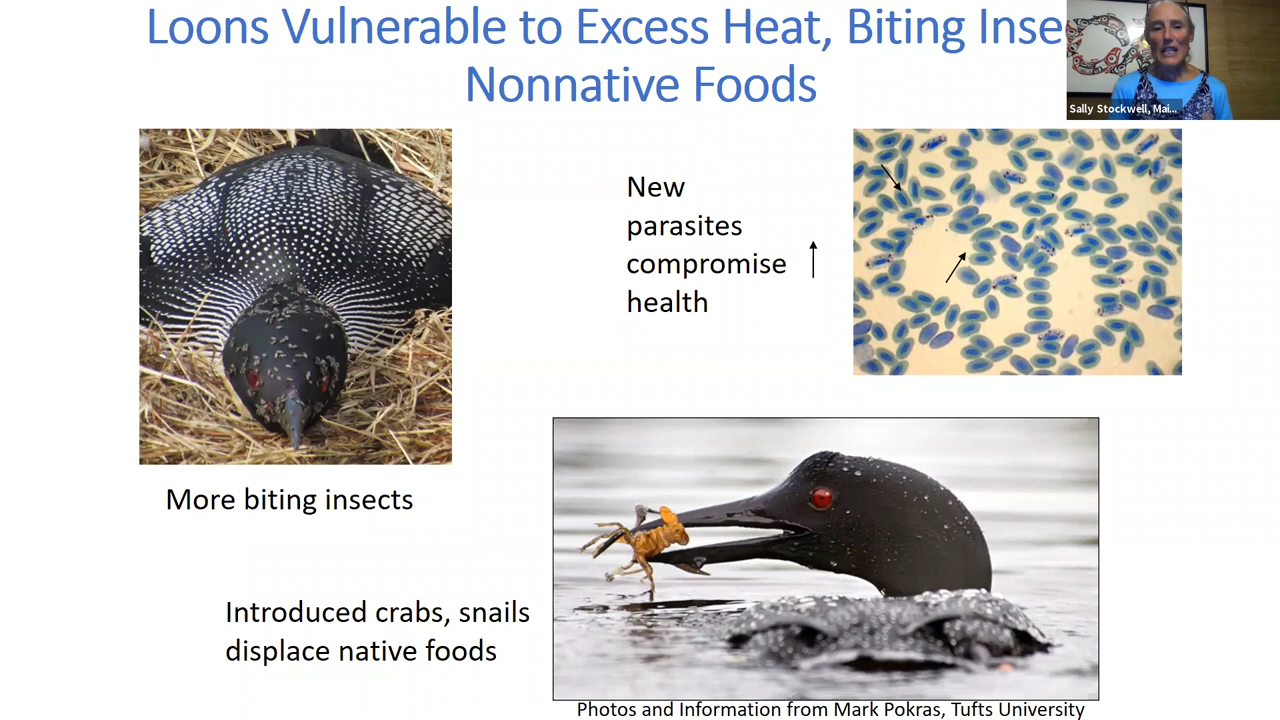 Loons Vulnerable to Excess Heat, Biting Inse
Nonnative Foods
Sally Stockwell, Mai...
New
parasites
compromise
health
More biting insects
Introduced crabs, snails
displace native foods
Photos and Information from Mark Pokras, Tufts University